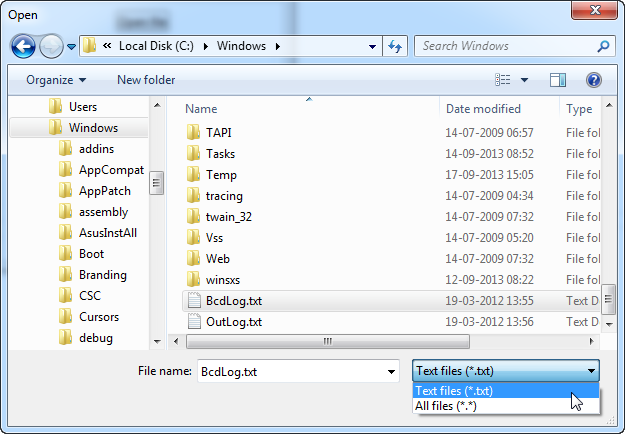 Open
« Local Disk (C:) Windows Search Windows
Organize New folder
Users
Windows
addins
AppCompat
AppPatch
assembly
AsusInstAll
Boot
Branding
CSC
Cursors
debug
Name Date modified Type
TAPI 14-07-2009 06:57 File fol
Tasks 09-09-2013 08:52 File fol
Temp 17-09-2013 15:05 File fol
tracing 14-07-2009 04:34 File fol
twain_32 14-07-2009 07:32 File fol
Vss 14-07-2009 05:20 File fol
Web 14-07-2009 07:32 File fol
winsxs 12-09-2013 08:22 File fol
BcdLog.txt 19-03-2012 13:55 Text D
OutLog.txt 19-03-2012 13:56 Text D
File name: BcdLog.txt Text files (*.txt)
Text files (*.txt)
All files (*.*)